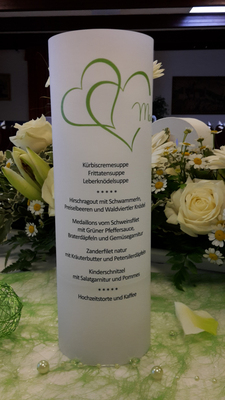 M
Kürbiscremesuppe
Frittatensuppe
Leberknödelsuppe
*****
Hirschragout mit Schwammerln,
Preiselbeeren und Waldviertler Knödel
*****
Medaillons vom Schweinsfilet
mit Grüner Pfeffersauce,
Braterdäpfeln und Gemüsegarnitur
*****
Zanderfilet natur
mit Kräuterbutter und Petersilerdäpfeln
*****
Kinderschnitzel
mit Salatgarnitur und Pommes
*****
Hochzeitstorte und Kaffee